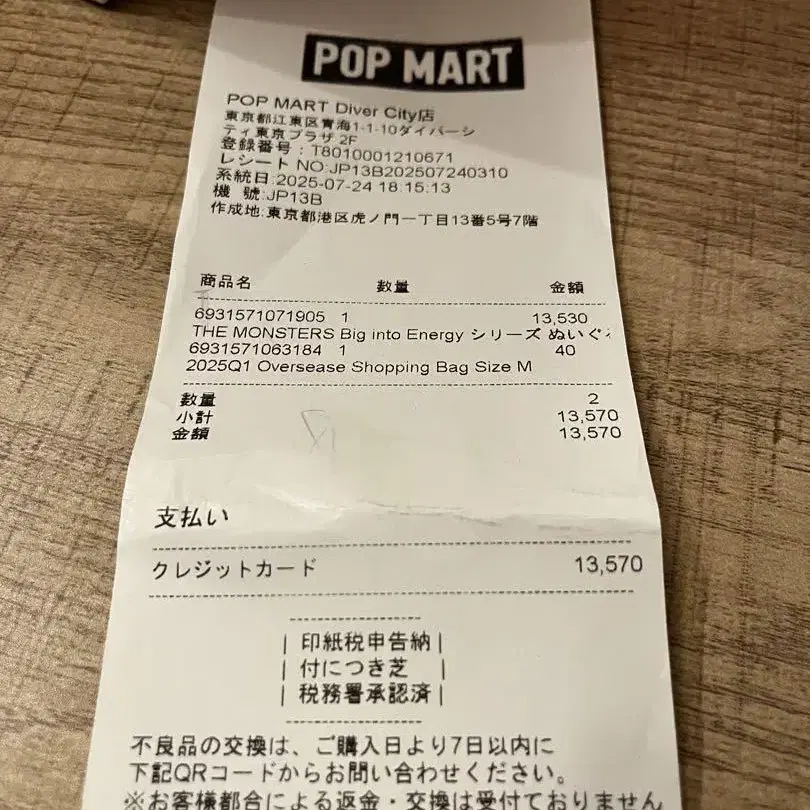 POP MART
POP MART Diver City店
東京都江東区青海1-1-10ダイバーシ
ティ東京プラザ 2F
登録番号：T8010001210671
レシート NO:JP13B202507240310
系統日:2025-07-24 18:15:13
機 號:JP13B
作成地:東京都港区虎ノ門一丁目13番5号7階
商品名 数量 金額
6931571071905 1 13,530
THE MONSTERS Big into Energy シリーズ ぬいぐ
6931571063184 1 40
2025Q1 Oversease Shopping Bag Size M
数量 2
小計 13,570
金額 13,570
支払い
クレジットカード 13,570
印紙税申告納
付につき芝
税務署承認済
不良品の交換は、ご購入日より7日以内に
下記QRコードからお問い合わせください。
※お客様都合による返金・交換は受付ておりません